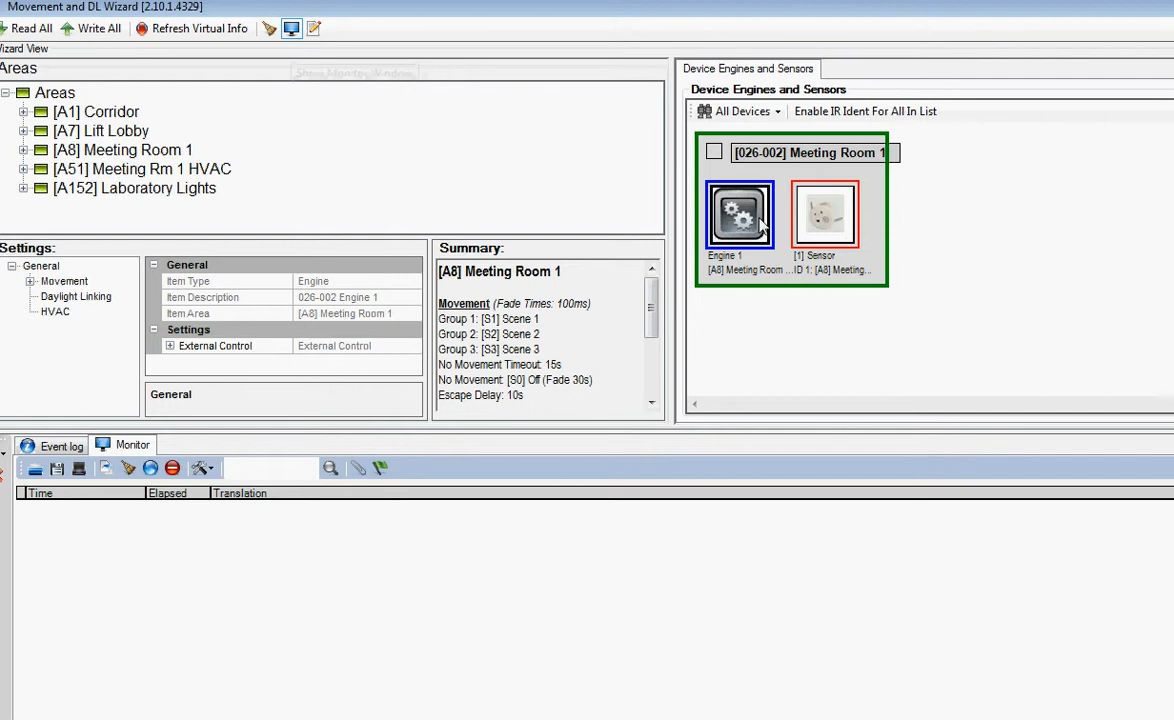 Movement and DL Wizard [2.10.1.4329]
Read All Write All Refresh Virtual Info
izard View
Areas
Show Monitor Window
Areas
[A1] Corridor
[A7] Lift Lobby
[A8] Meeting Room 1
[A51] Meeting Rm 1 HVAC
[A152] Laboratory Lights
Settings:
General
Movement
Daylight Linking
HVAC
General
Item Type Engine
Item Description 026-002 Engine 1
Item Area [A8] Meeting Room 1
Settings
External Control External Control
General
Summary:
[A8] Meeting Room 1
Movement (Fade Times: 100ms)
Group 1: [S1] Scene 1
Group 2: [S2] Scene 2
Group 3: [S3] Scene 3
No Movement Timeout: 15s
No Movement: [S0] Off (Fade 30s)
Escape Delay: 10s
Device Engines and Sensors
Device Engines and Sensors
All Devices Enable IR Ident For All In List
[026-002] Meeting Room 1
Engine 1 [1] Sensor
[A8] Meeting Room ... ID 1: [A8] Meeting...
Event log Monitor
Time Elapsed Translation